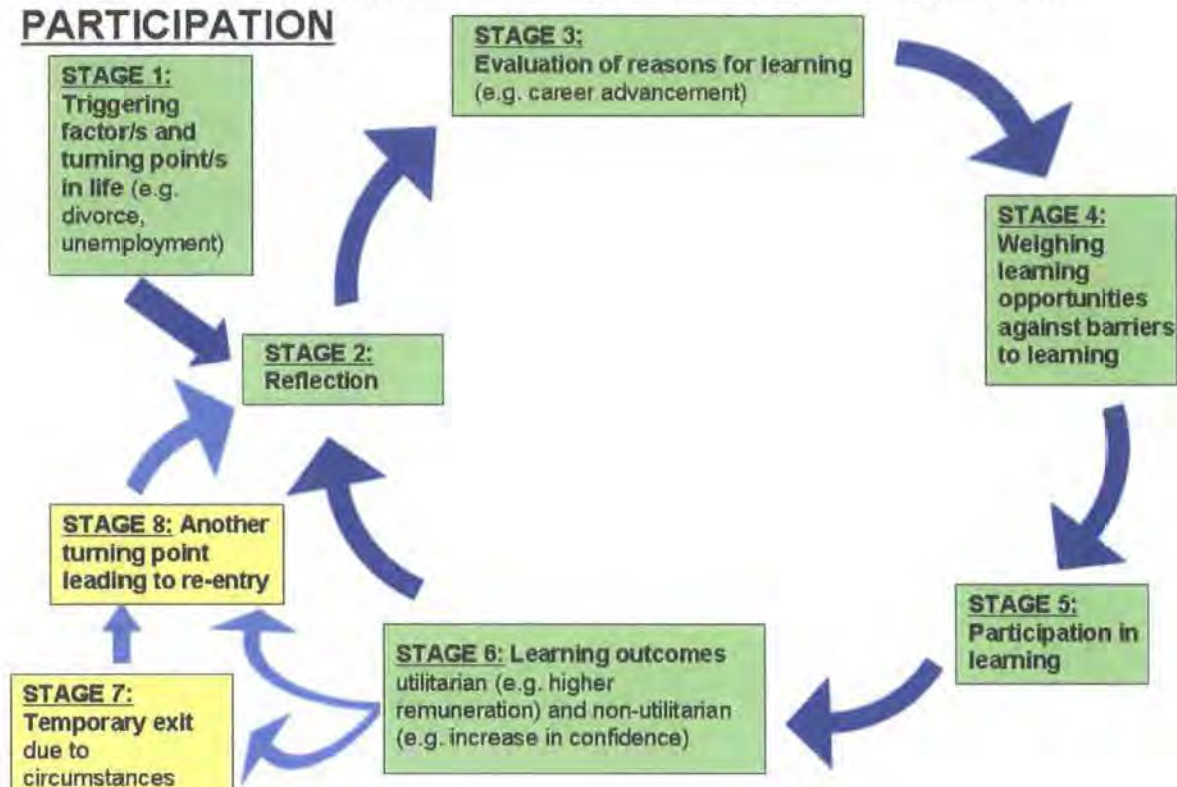 PARTICIPATION
STAGE 1:
Triggering
factor/s and
turning point/s
in life (e.g.
divorce,
unemployment)
STAGE 2:
Reflection
STAGE 3:
Evaluation of reasons for learning
(e.g. career advancement)
STAGE 4:
Weighing
learning
opportunities
against barriers
to learning
STAGE 5:
Participation in
learning
STAGE 6: Learning outcomes
utilitarian (e.g. higher
remuneration) and non-utilitarian
(e.g. increase in confidence)
STAGE 7:
Temporary exit
due to
circumstances
STAGE 8: Another
turning point
leading to re-entry